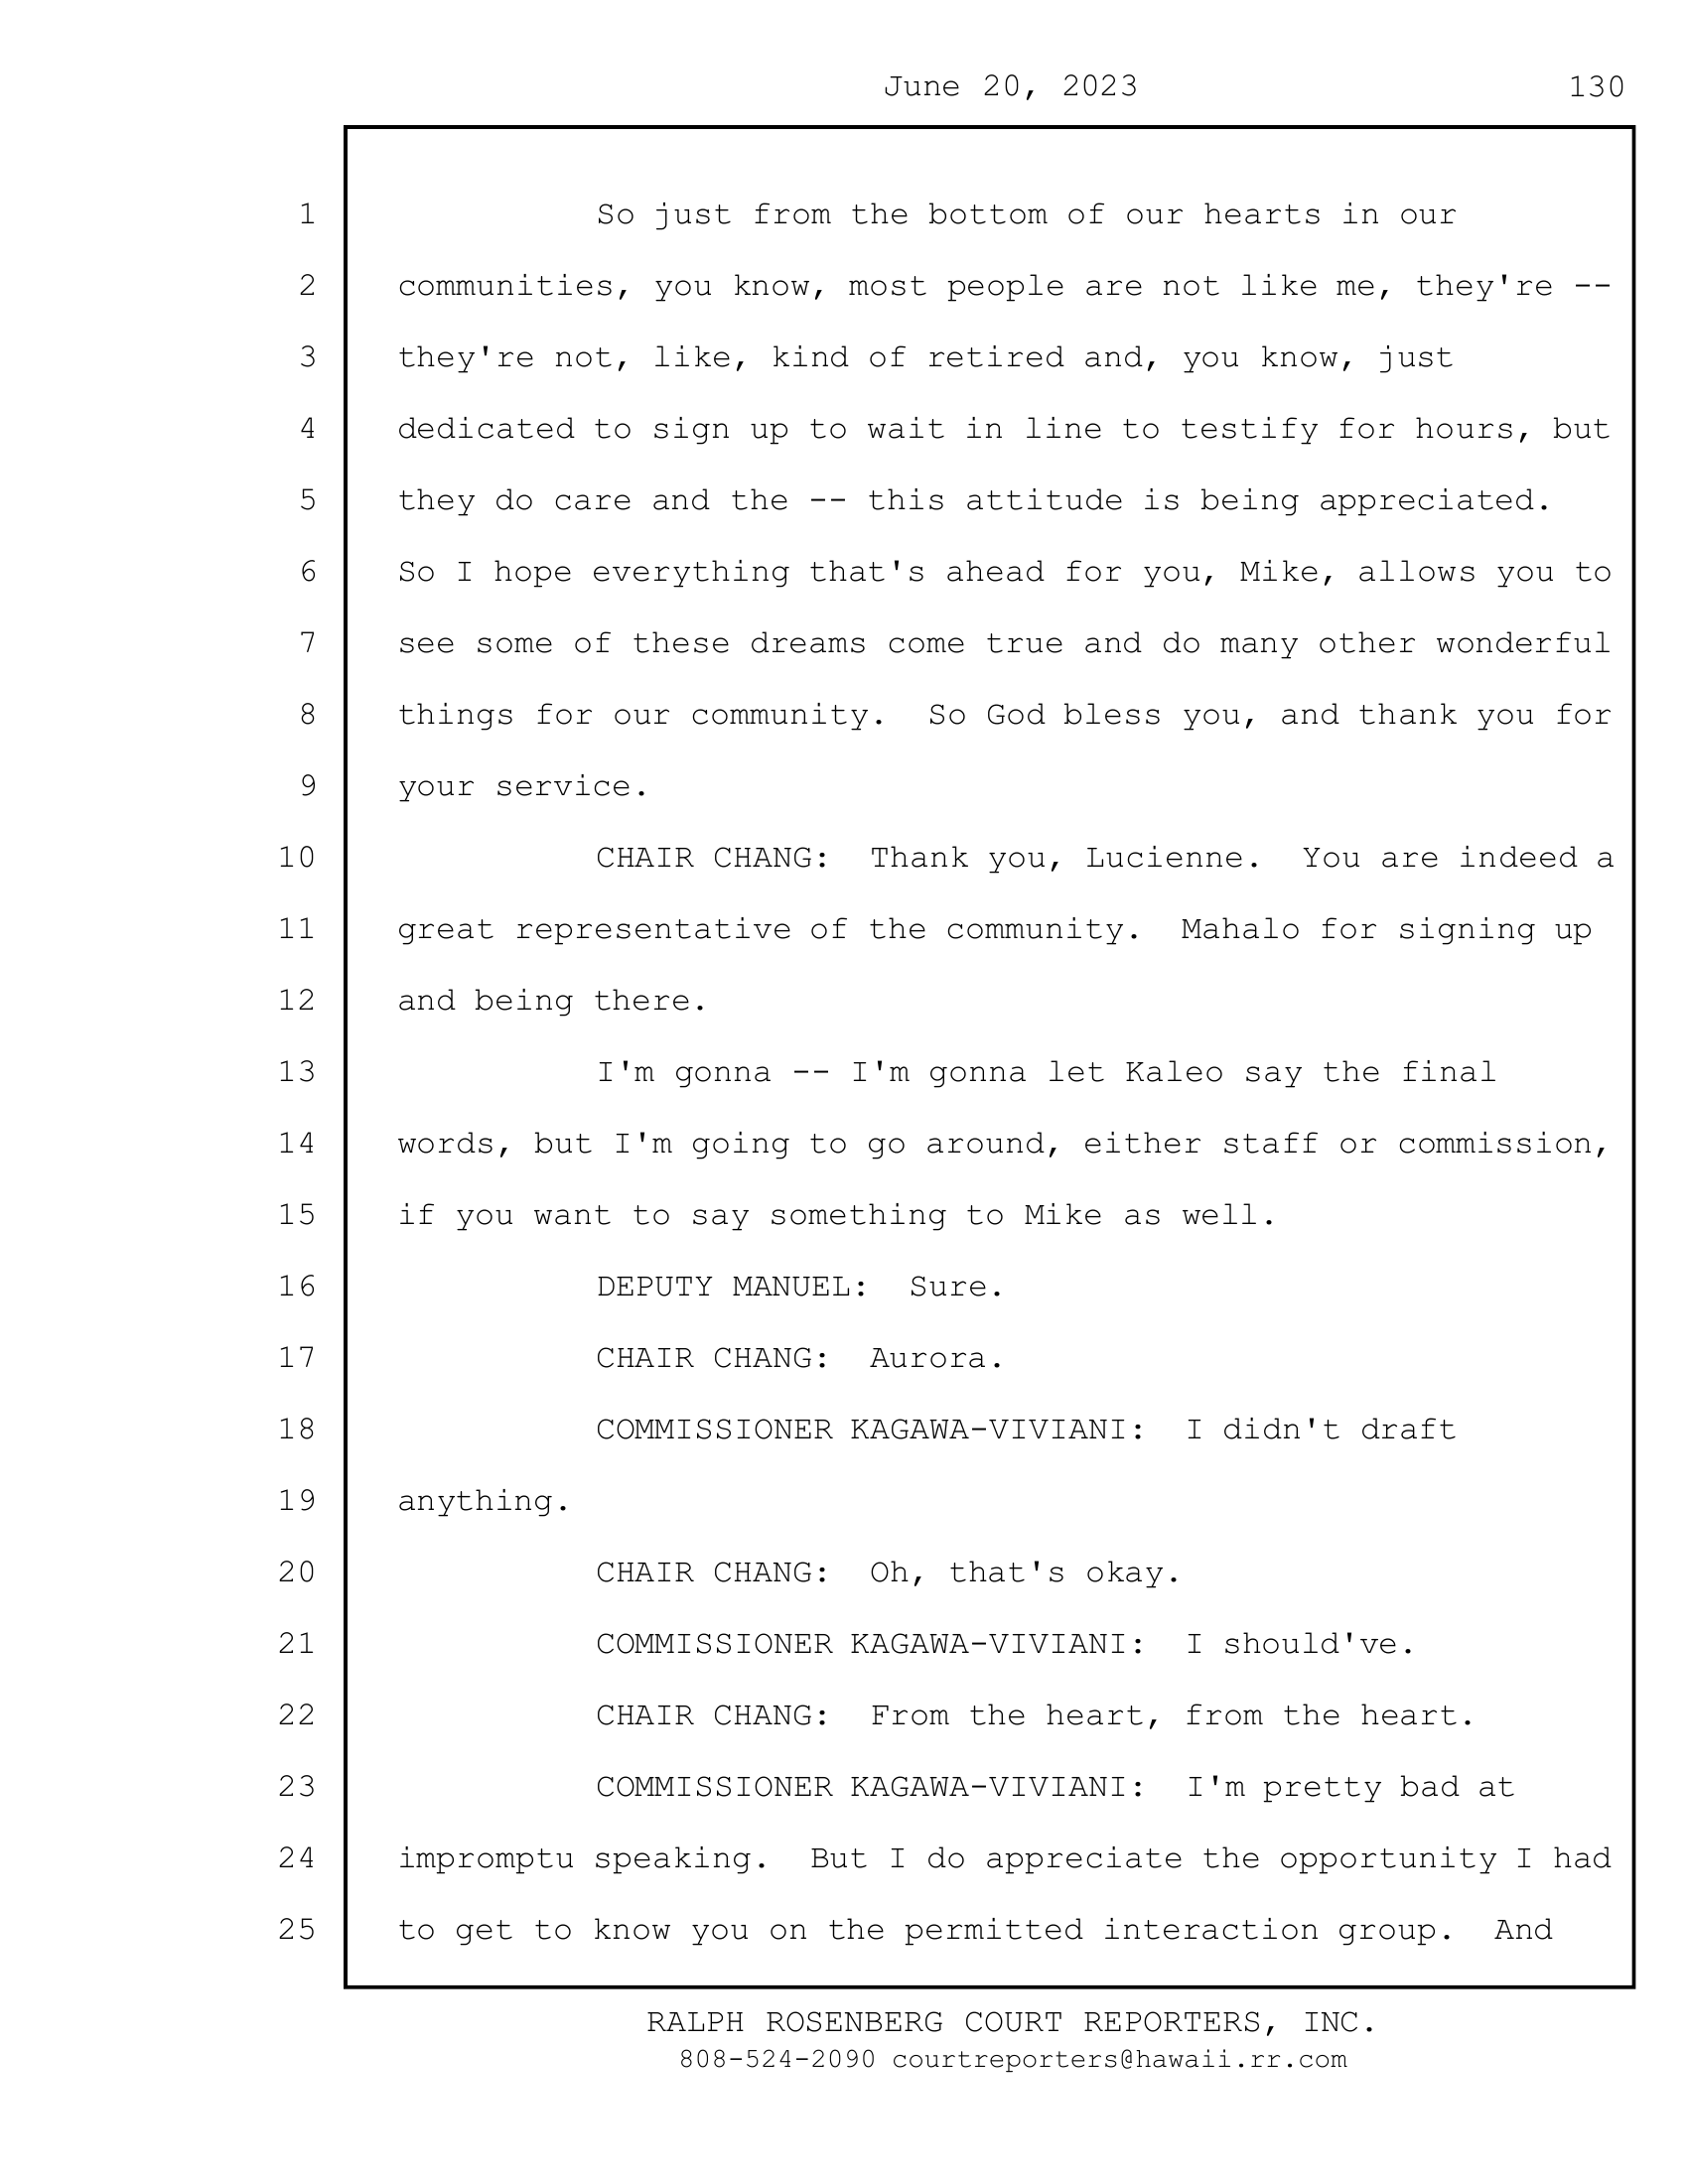 June 20, 2023 130
1 So just from the bottom of our hearts in our
2 communities, you know, most people are not like me, they're --
3 they're not, like, kind of retired and, you know, just
4 dedicated to sign up to wait in line to testify for hours, but
5 they do care and the -- this attitude is being appreciated.
6 So I hope everything that's ahead for you, Mike, allows you to
7 see some of these dreams come true and do many other wonderful
8 things for our community.  So God bless you, and thank you for
9 your service.
10 CHAIR CHANG:  Thank you, Lucienne.  You are indeed a
11 great representative of the community.  Mahalo for signing up
12 and being there.
13 I'm gonna -- I'm gonna let Kaleo say the final
14 words, but I'm going to go around, either staff or commission,
15 if you want to say something to Mike as well.
16 DEPUTY MANUEL:  Sure.
17 CHAIR CHANG:  Aurora.
18 COMMISSIONER KAGAWA-VIVIANI:  I didn't draft
19 anything.
20 CHAIR CHANG:  Oh, that's okay.
21 COMMISSIONER KAGAWA-VIVIANI:  I should've.
22 CHAIR CHANG:  From the heart, from the heart.
23 COMMISSIONER KAGAWA-VIVIANI:  I'm pretty bad at
24 impromptu speaking.  But I do appreciate the opportunity I had
25 to get to know you on the permitted interaction group.  And
RALPH ROSENBERG COURT REPORTERS, INC.
808-524-2090 courtreporters@hawaii.rr.com